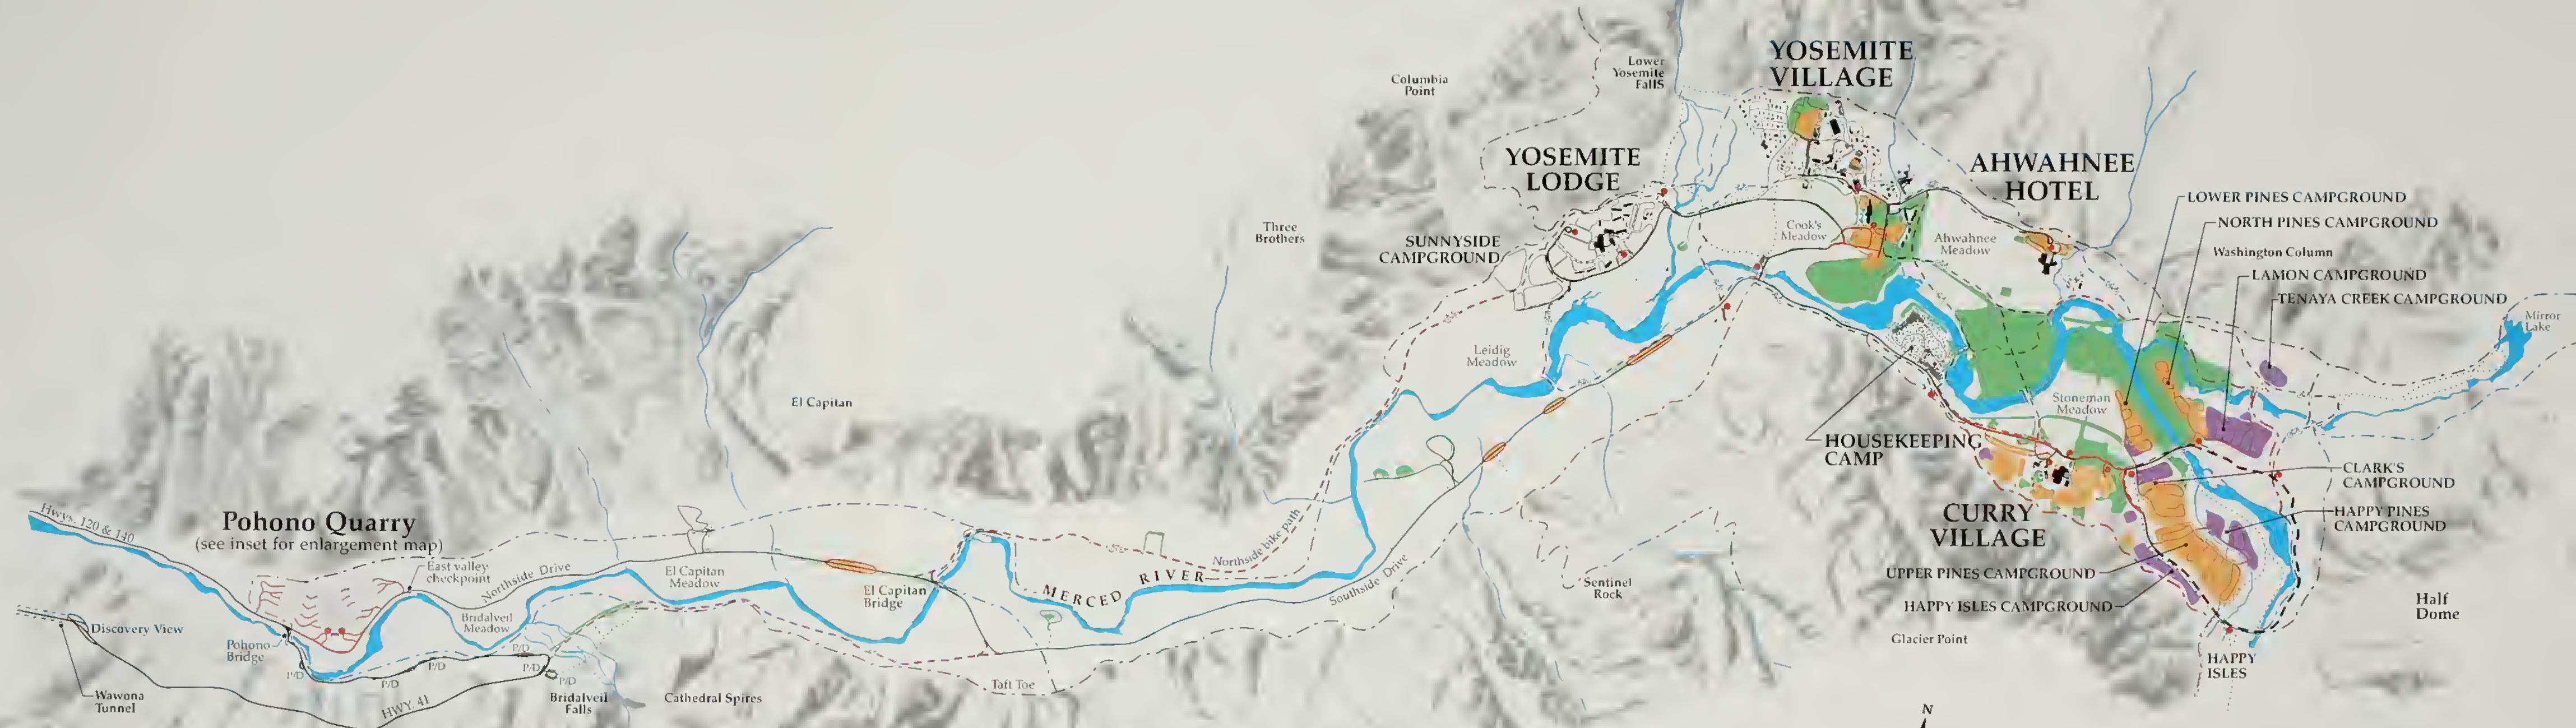 YOSEMITE
VILLAGE
Lower
Yosemite
Falls
Columbia
Point
YOSEMITE
LODGE
AHWAHNEE
HOTEL
LOWER PINES CAMPGROUND
NORTH PINES CAMPGROUND
Washington Column
LAMON CAMPGROUND
TENAYA CREEK CAMPGROUND
Mirror
Lake
Three
Brothers
SUNNYSIDE
CAMPGROUND
Cook's
Meadow
Ahwahnee
Meadow
Leidig
Meadow
Stoneman
Meadow
El Capitan
HOUSEKEEPING
CAMP
CLARK'S
CAMPGROUND
HAPPY PINES
CAMPGROUND
CURRY
VILLAGE
UPPER PINES CAMPGROUND
HAPPY ISLES CAMPGROUND
Half
Dome
Glacier Point
HAPPY
ISLES
Hwys. 120 & 140
Pohono Quarry
(see inset for enlargement map)
East valley
checkpoint
Northside Drive
El Capitan
Meadow
El Capitan
Bridge
MERCED RIVER
Northside bike path
Southside Drive
Sentinel
Rock
Bridalveil
Meadow
Discovery View
Pohono
Bridge
P/D
P/D
P/D
P/D
P/D
P/D
Wawona
Tunnel
HWY 41
Bridalveil
Falls
Cathedral Spires
Taft Toe
N